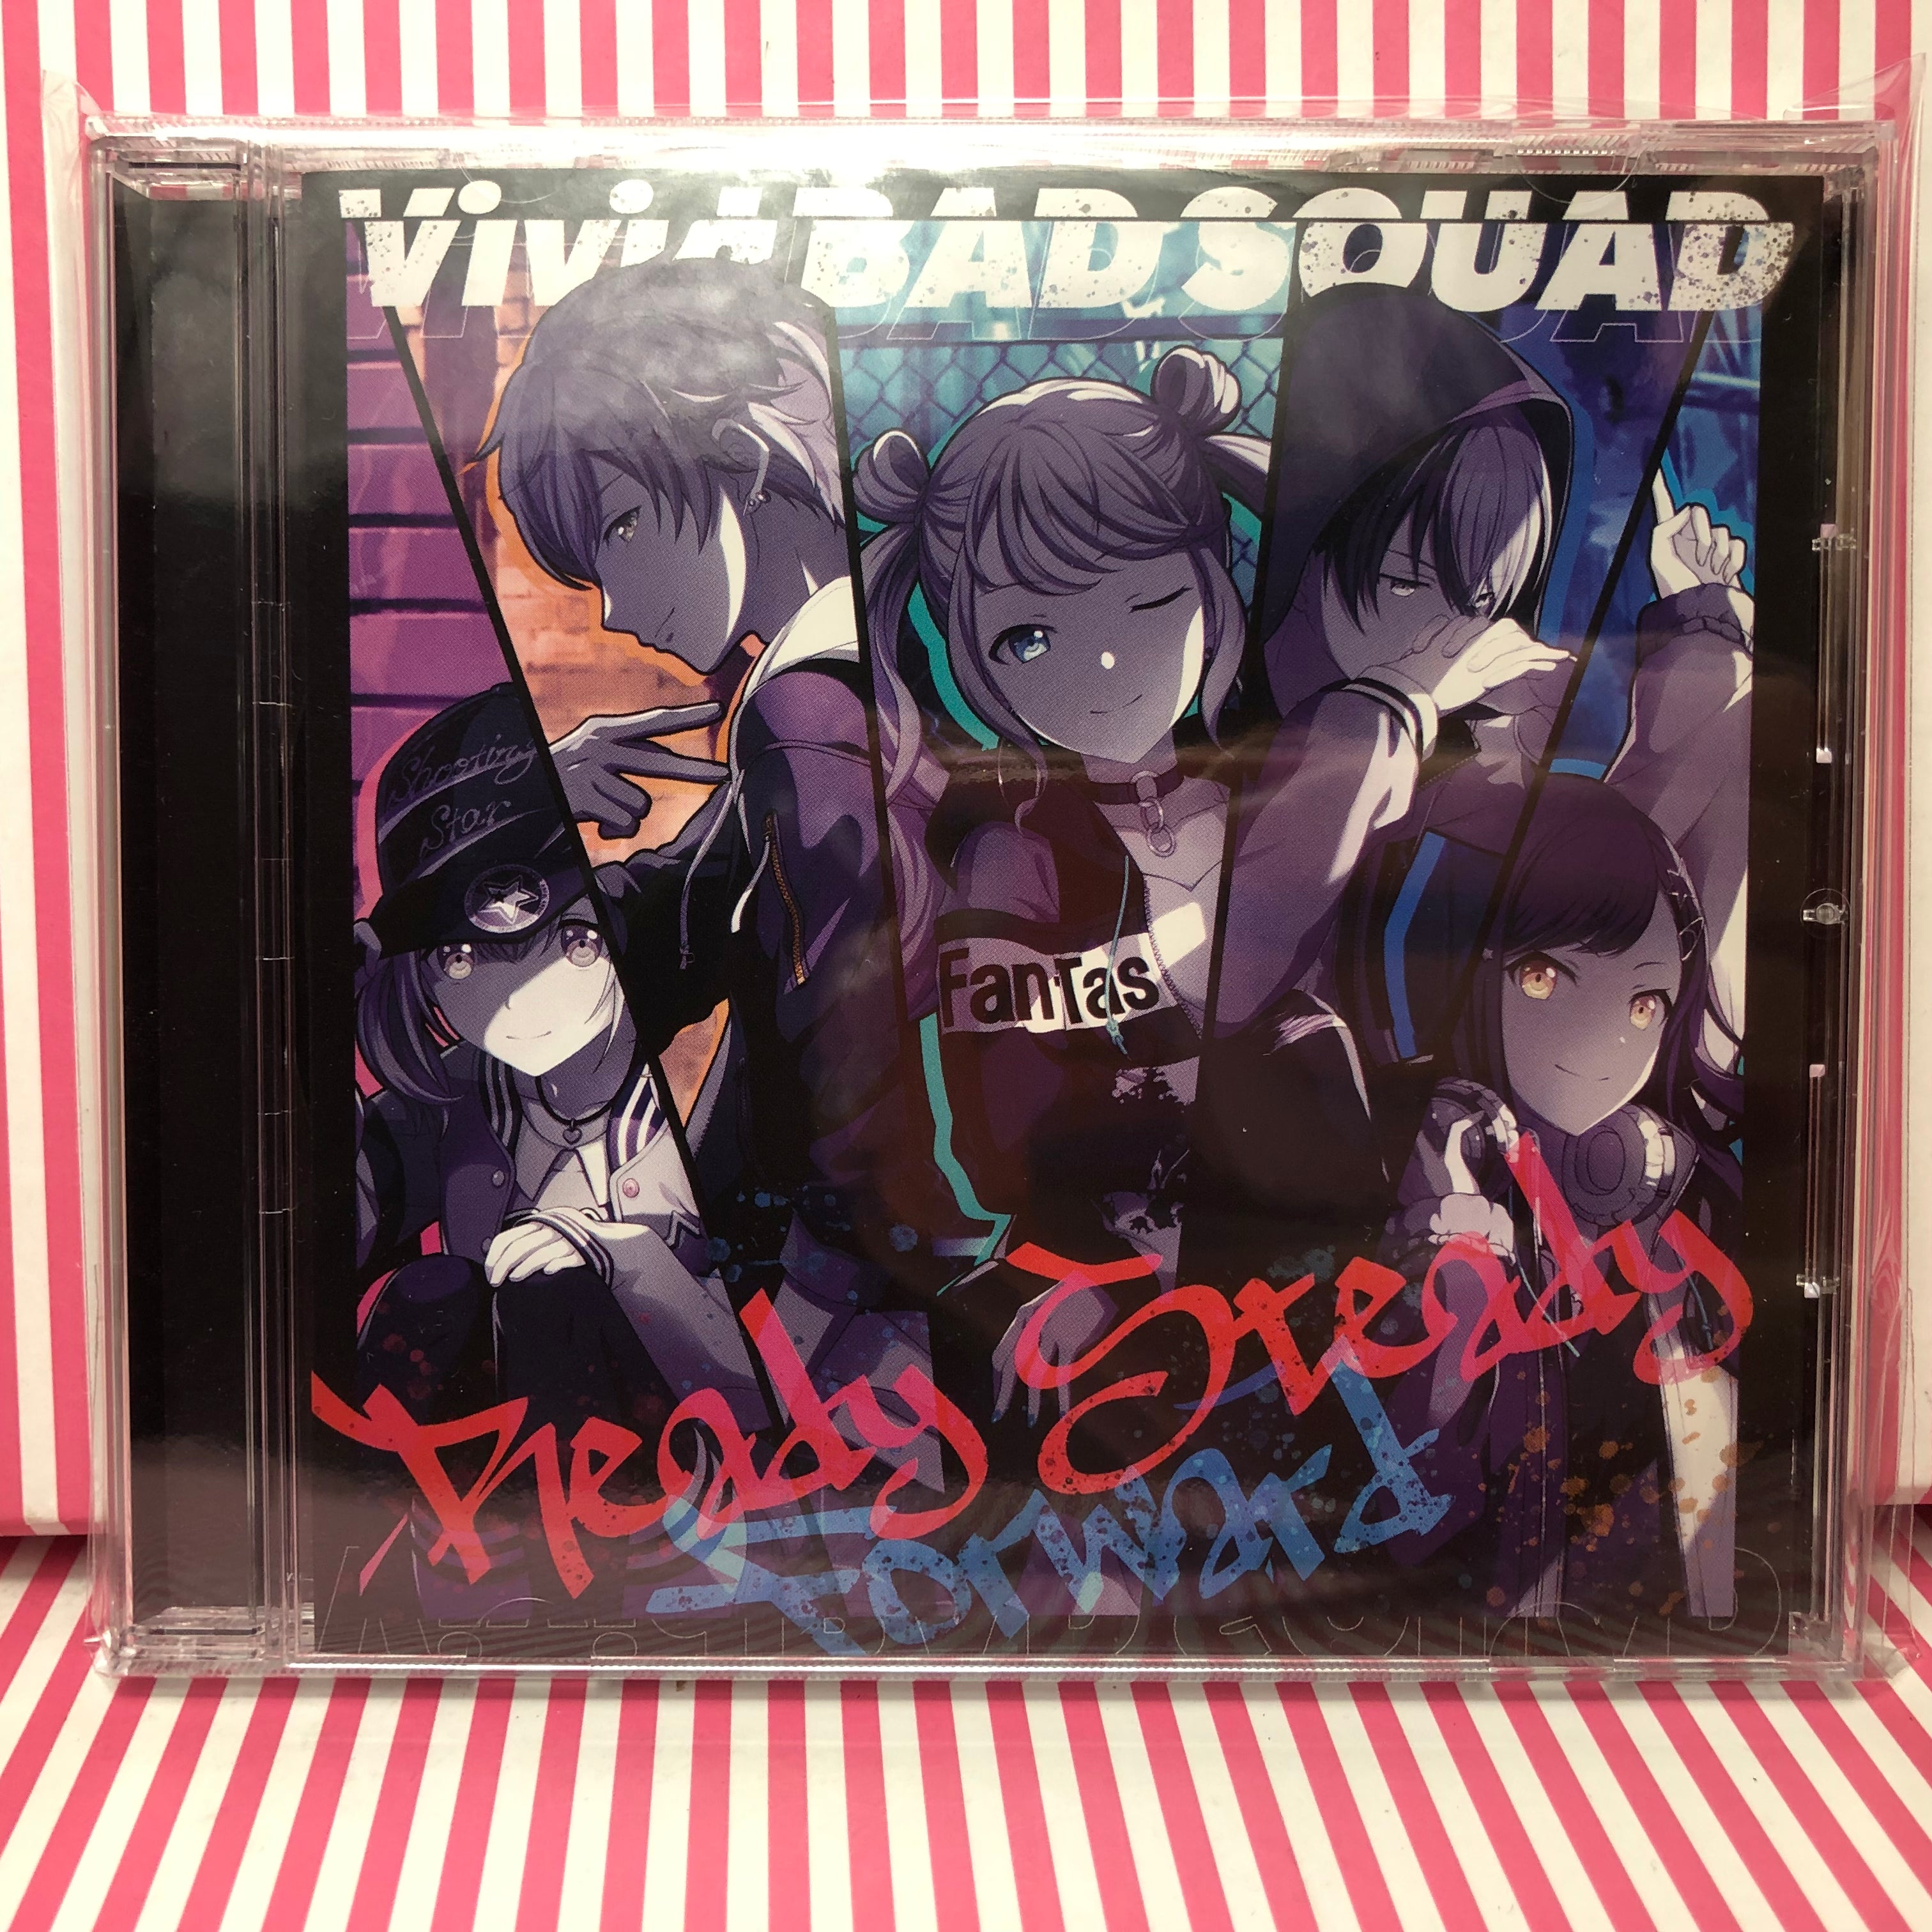 Vivid BAD SQUAD
Shooting
Star
FanTas
Ready Steady
Forward